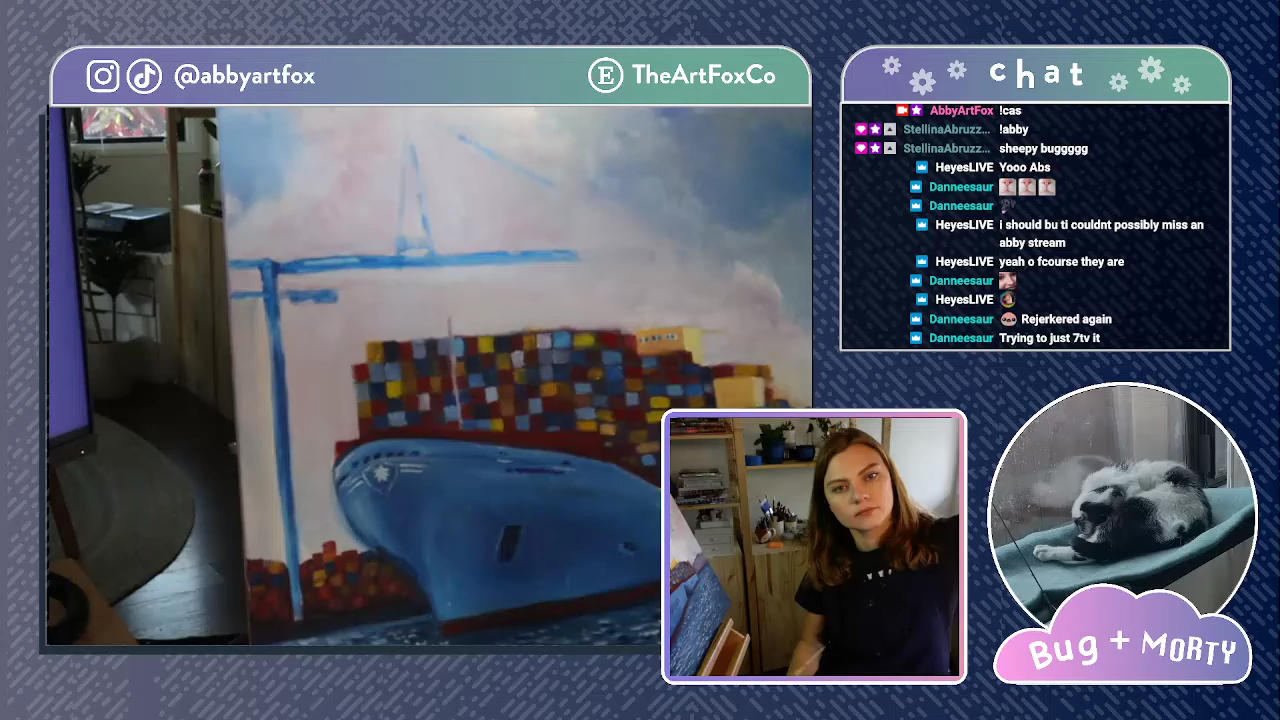 @abbyartfox
TheArtFoxCo
chat
AbbyArtFox !cas
StellinaAbruzz... !abby
StellinaAbruzz... sheepy buggggg
HeyesLIVE Yooo Abs
Danneesaur
Danneesaur
HeyesLIVE i should bu ti couldnt possibly miss an
abby stream
HeyesLIVE yeah o fcourse they are
Danneesaur
HeyesLIVE
Danneesaur Rejerkered again
Danneesaur Trying to just 7tv it
Bug + MORTY